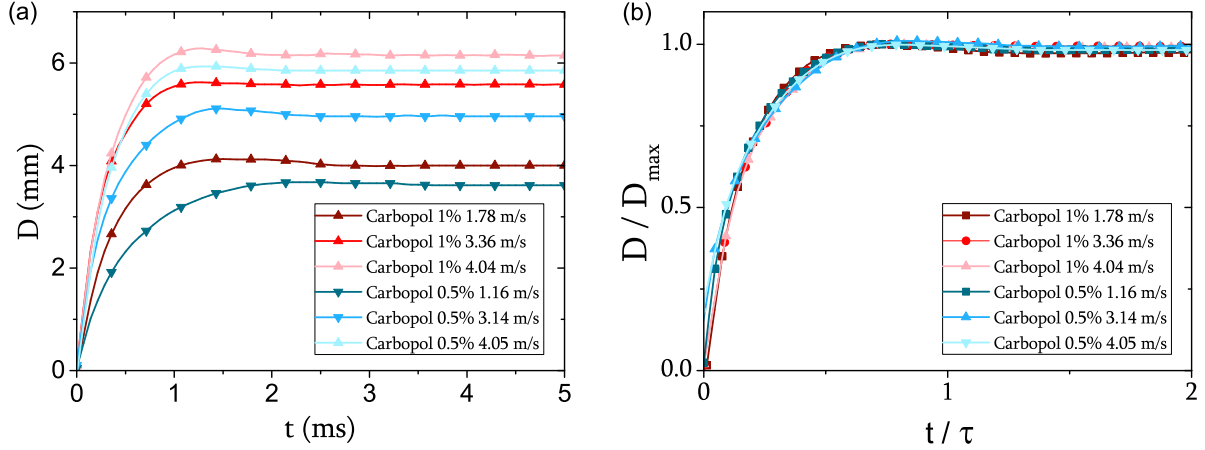 (a)
6
4
2
0
D (mm)
Carbopol 1% 1.78 m/s
Carbopol 1% 3.36 m/s
Carbopol 1% 4.04 m/s
Carbopol 0.5% 1.16 m/s
Carbopol 0.5% 3.14 m/s
Carbopol 0.5% 4.05 m/s
0 1 2 3 4 5
t (ms)
(b)
1.0
0.5
0.0
D / Dmax
Carbopol 1% 1.78 m/s
Carbopol 1% 3.36 m/s
Carbopol 1% 4.04 m/s
Carbopol 0.5% 1.16 m/s
Carbopol 0.5% 3.14 m/s
Carbopol 0.5% 4.05 m/s
0 1 2
t / τ